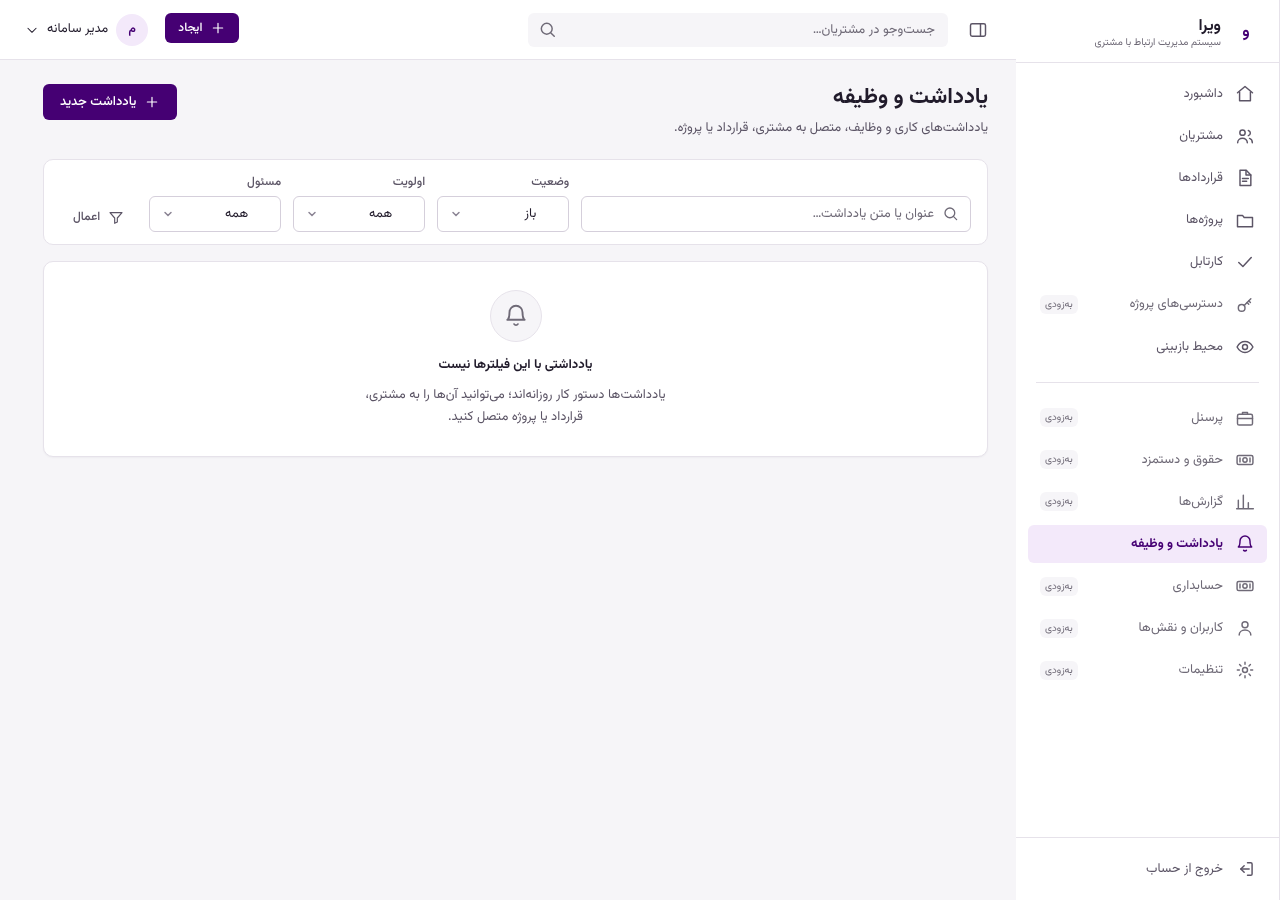 و
ویرا
سیستم مدیریت ارتباط با مشتری
داشبورد
مشتریان
قراردادها
پروژه‌ها
کارتابل
دسترسی‌های پروژه
به‌زودی
محیط بازبینی
پرسنل
به‌زودی
حقوق و دستمزد
به‌زودی
گزارش‌ها
به‌زودی
یادداشت و وظیفه
حسابداری
به‌زودی
کاربران و نقش‌ها
به‌زودی
تنظیمات
به‌زودی
خروج از حساب
جست‌وجو در مشتریان...
ایجاد
م
مدیر سامانه
یادداشت و وظیفه
یادداشت‌های کاری و وظایف، متصل به مشتری، قرارداد یا پروژه.
یادداشت جدید
عنوان یا متن یادداشت...
وضعیت
باز
اولویت
همه
مسئول
همه
اعمال
یادداشتی با این فیلترها نیست
یادداشت‌ها دستور کار روزانه‌اند؛ می‌توانید آن‌ها را به مشتری،
قرارداد یا پروژه متصل کنید.